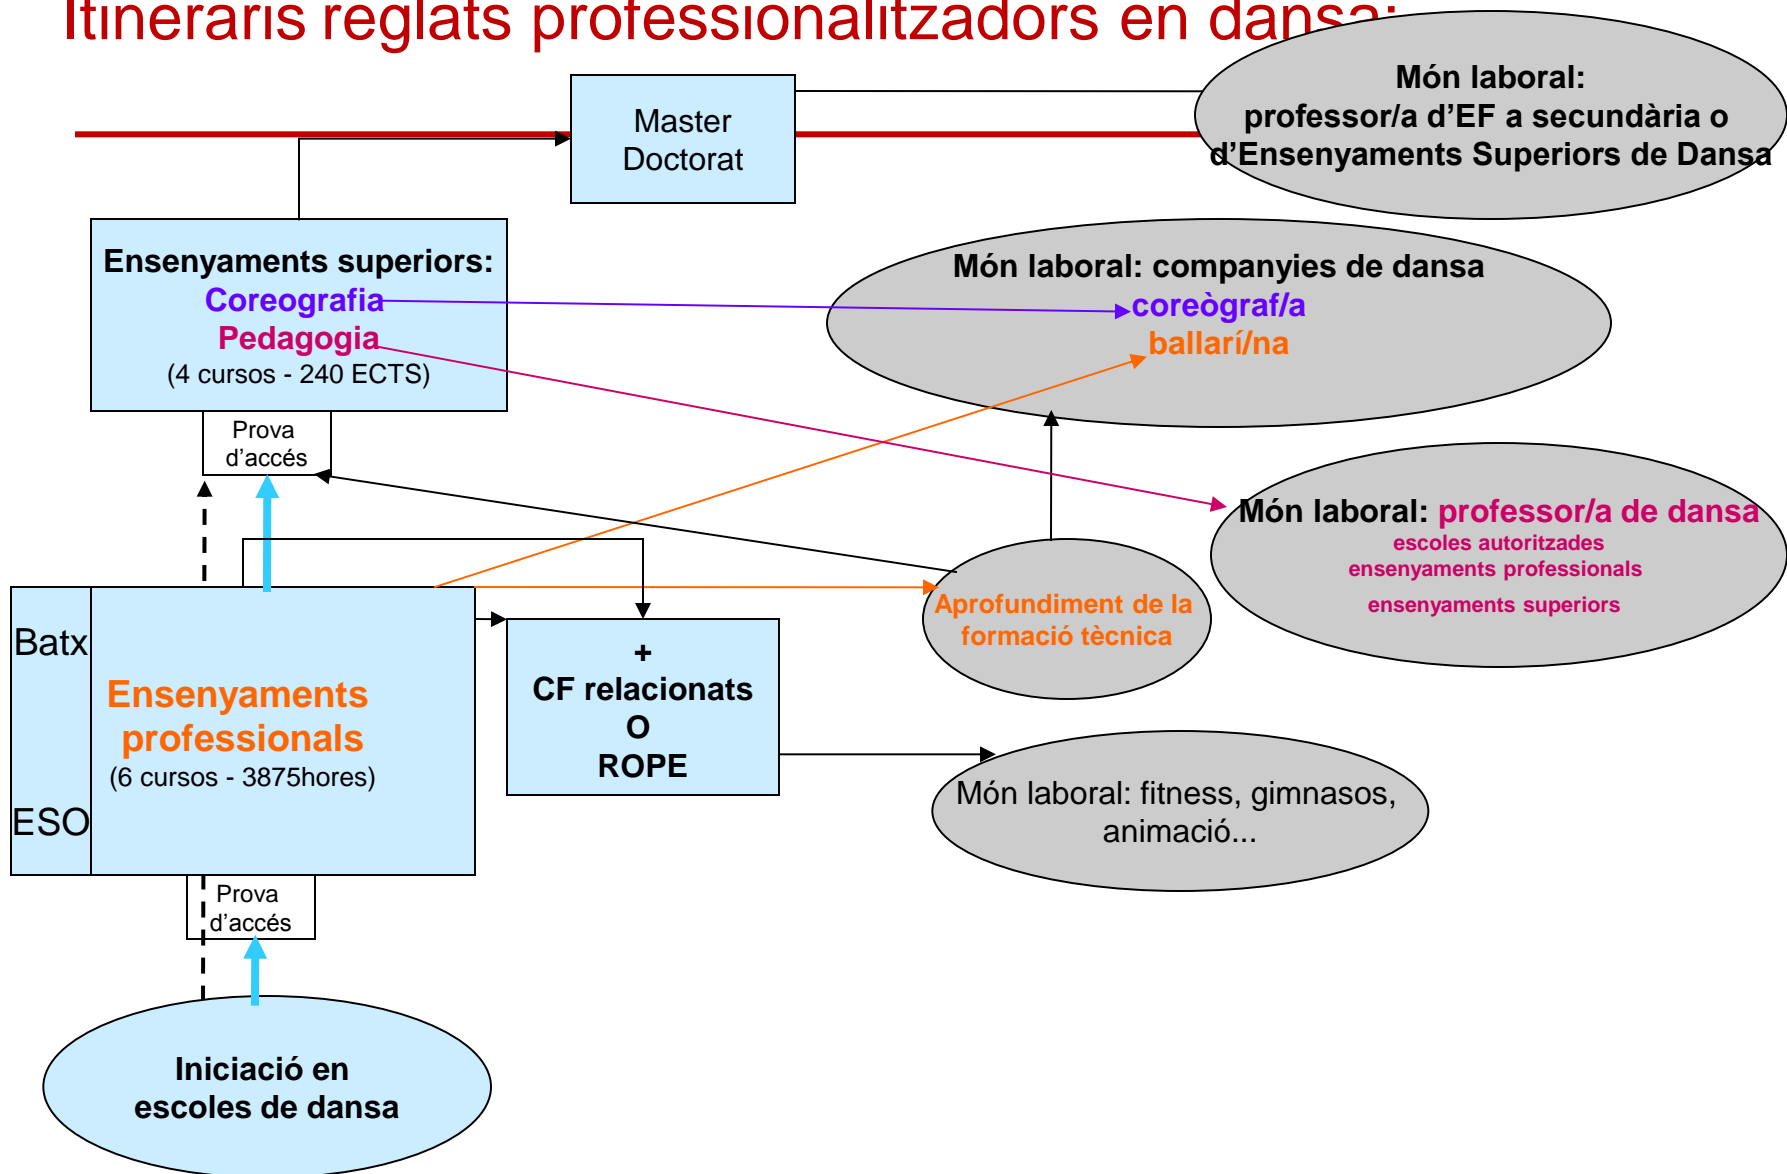 Itineraris reglats professionalitzadors en dansa:
Master
Doctorat
Món laboral:
professor/a d’EF a secundària o
d’Ensenyaments Superiors de Dansa
Ensenyaments superiors:
Coreografia
Pedagogia
(4 cursos - 240 ECTS)
Món laboral: companyies de dansa
coreògraf/a
ballarí/na
Prova
d’accés
Món laboral: professor/a de dansa
escoles autoritzades
ensenyaments professionals
ensenyaments superiors
Aprofundiment de la
formació tècnica
Batx
ESO
Ensenyaments
professionals
(6 cursos - 3875hores)
+
CF relacionats
O
ROPE
Món laboral: fitness, gimnasos,
animació...
Prova
d’accés
Iniciació en
escoles de dansa